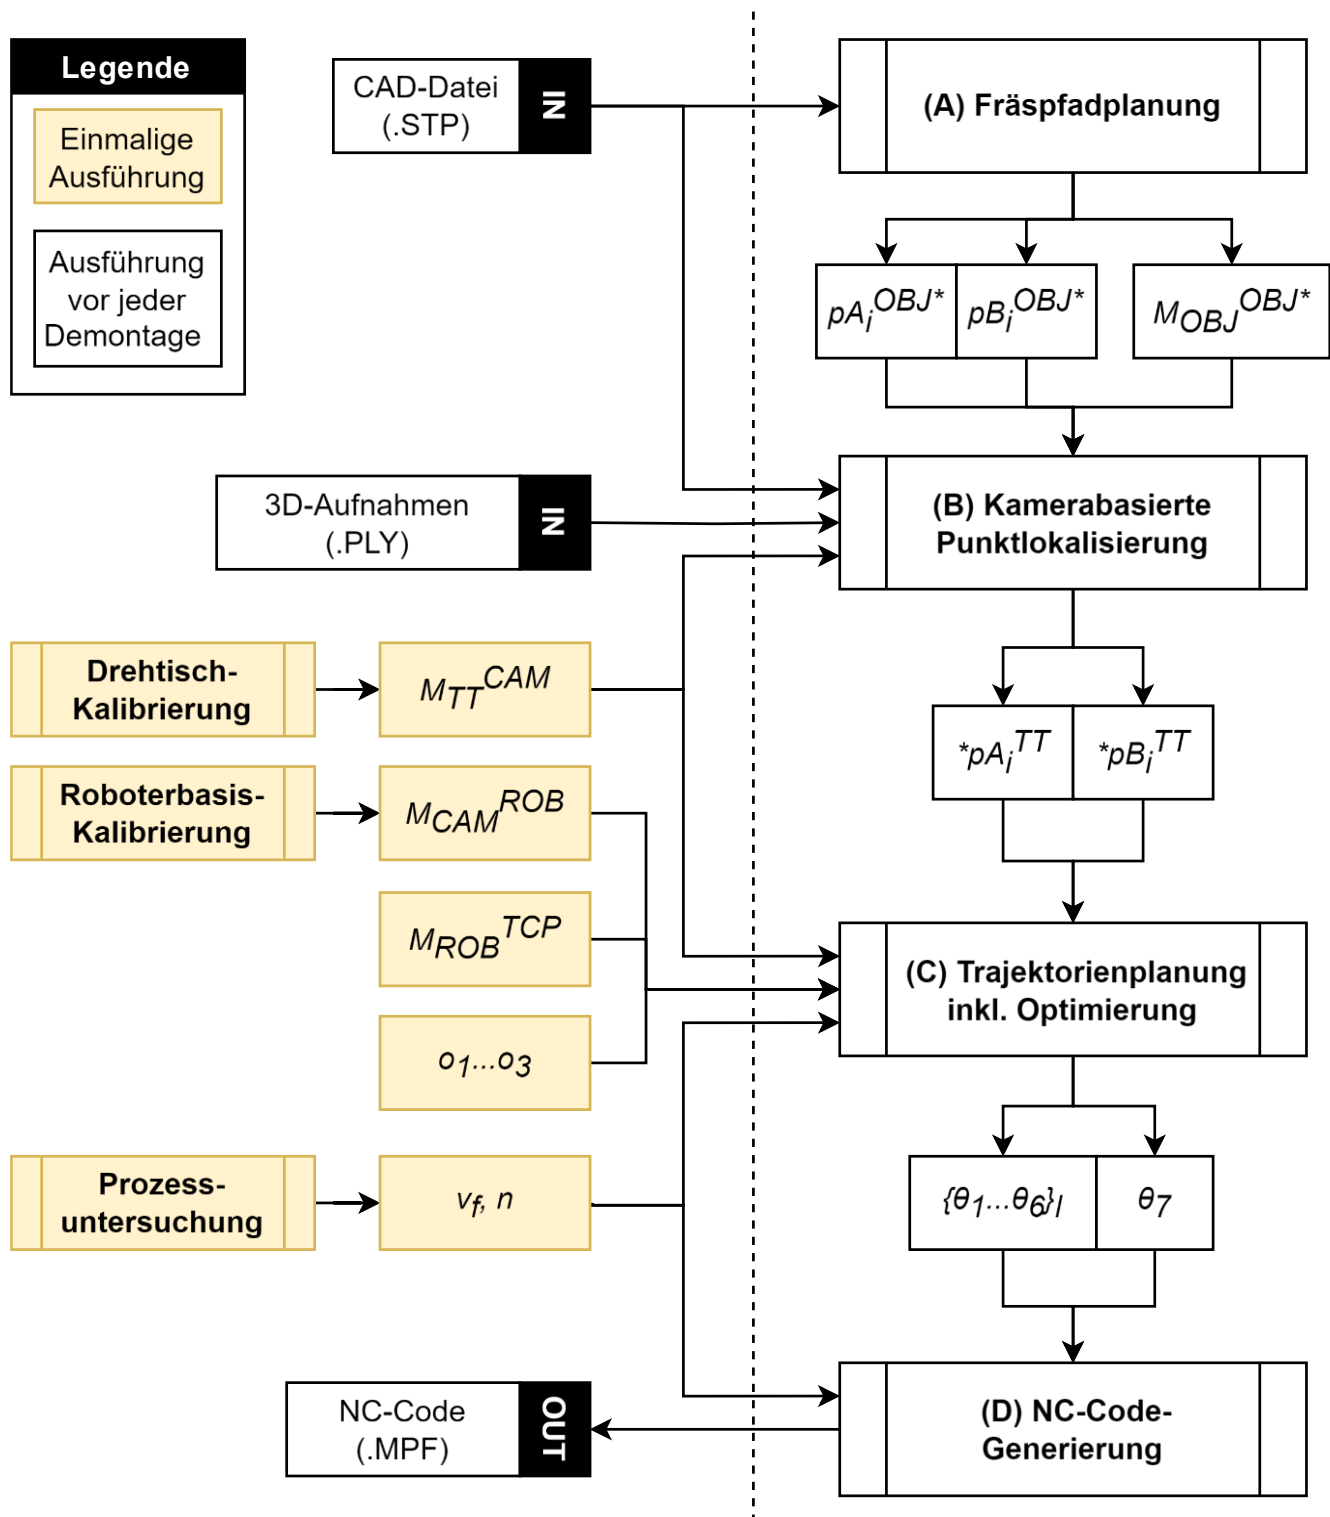 Legende
Einmalige
Ausführung
Ausführung
vor jeder
Demontage
CAD-Datei
(.STP)
IN
(A) Fräspfadplanung
pA_i^OBJ*
pB_i^OBJ*
M_OBJ^OBJ*
3D-Aufnahmen
(.PLY)
IN
(B) Kamerabasierte
Punktlokalisierung
Drehtisch-
Kalibrierung
M_TT^CAM
*pA_i^TT
*pB_i^TT
Roboterbasis-
Kalibrierung
M_CAM^ROB
M_ROB^TCP
o_1...o_3
(C) Trajektorienplanung
inkl. Optimierung
Prozess-
untersuchung
v_f, n
{θ_1...θ_6}_l
θ_7
NC-Code
(.MPF)
OUT
(D) NC-Code-
Generierung